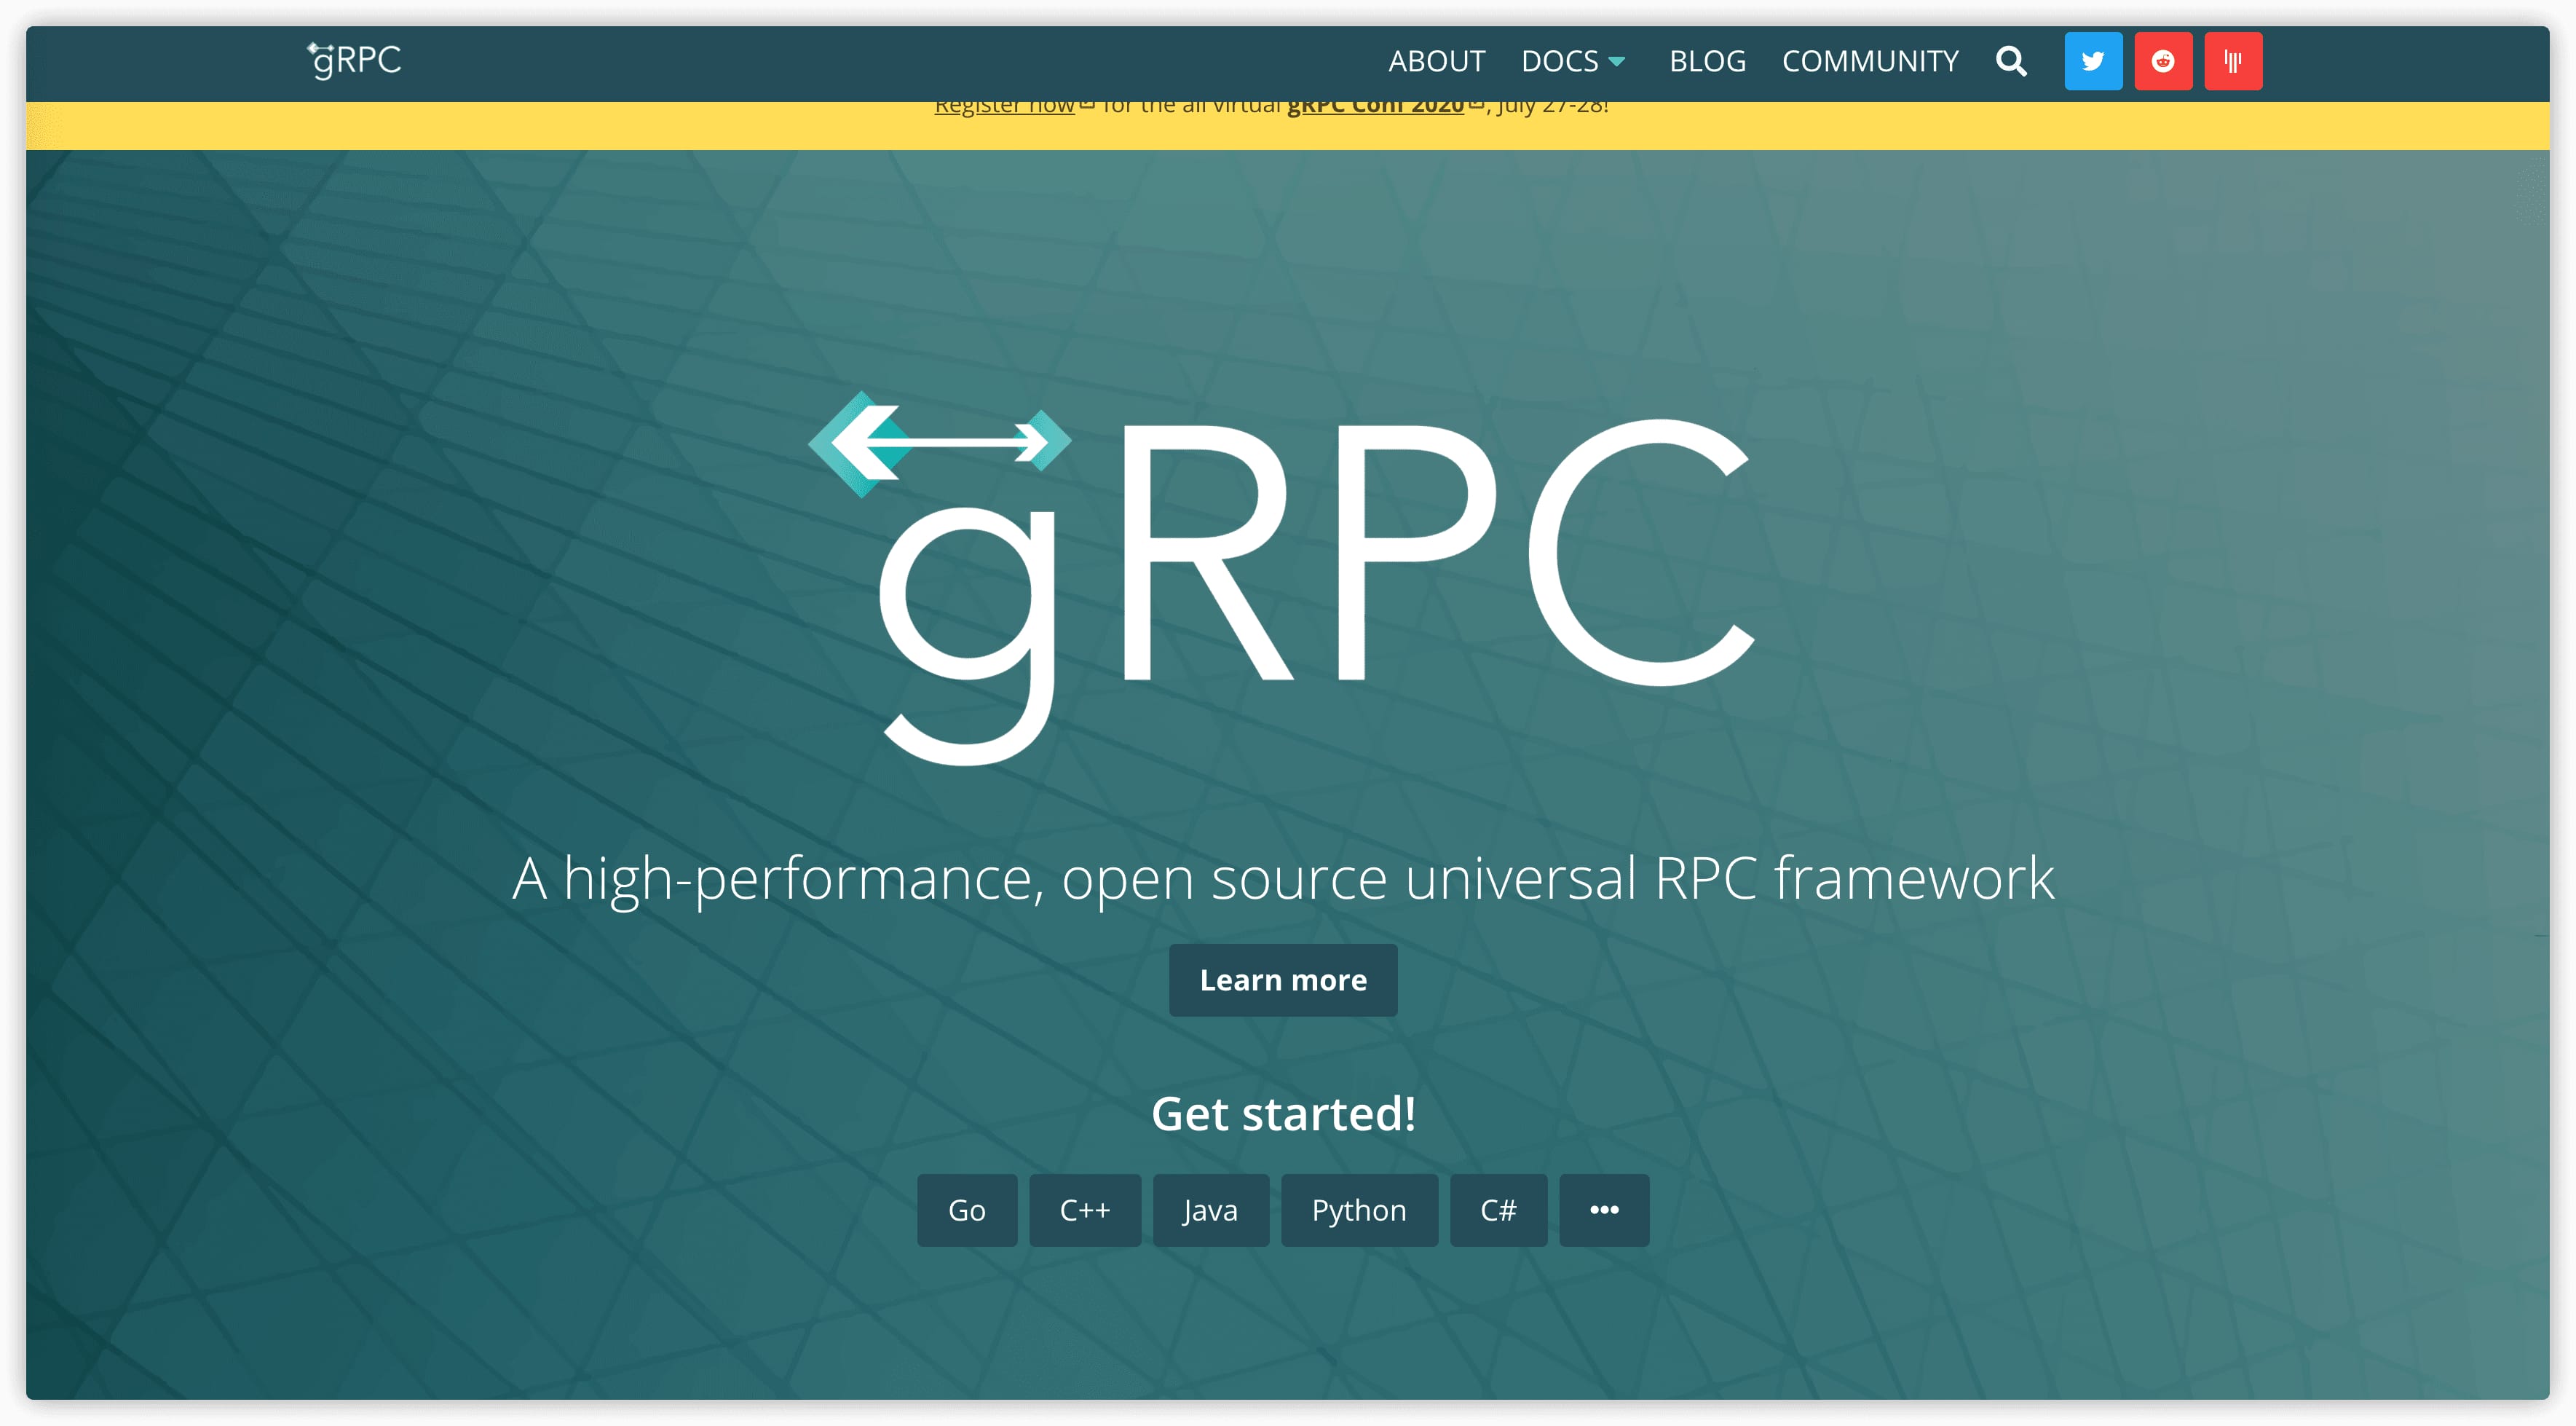 gRPC
ABOUT DOCS BLOG COMMUNITY
Register now for the all virtual gRPC Conf 2020, July 27-28!
gRPC
A high-performance, open source universal RPC framework
Learn more
Get started!
Go C++ Java Python C# •••